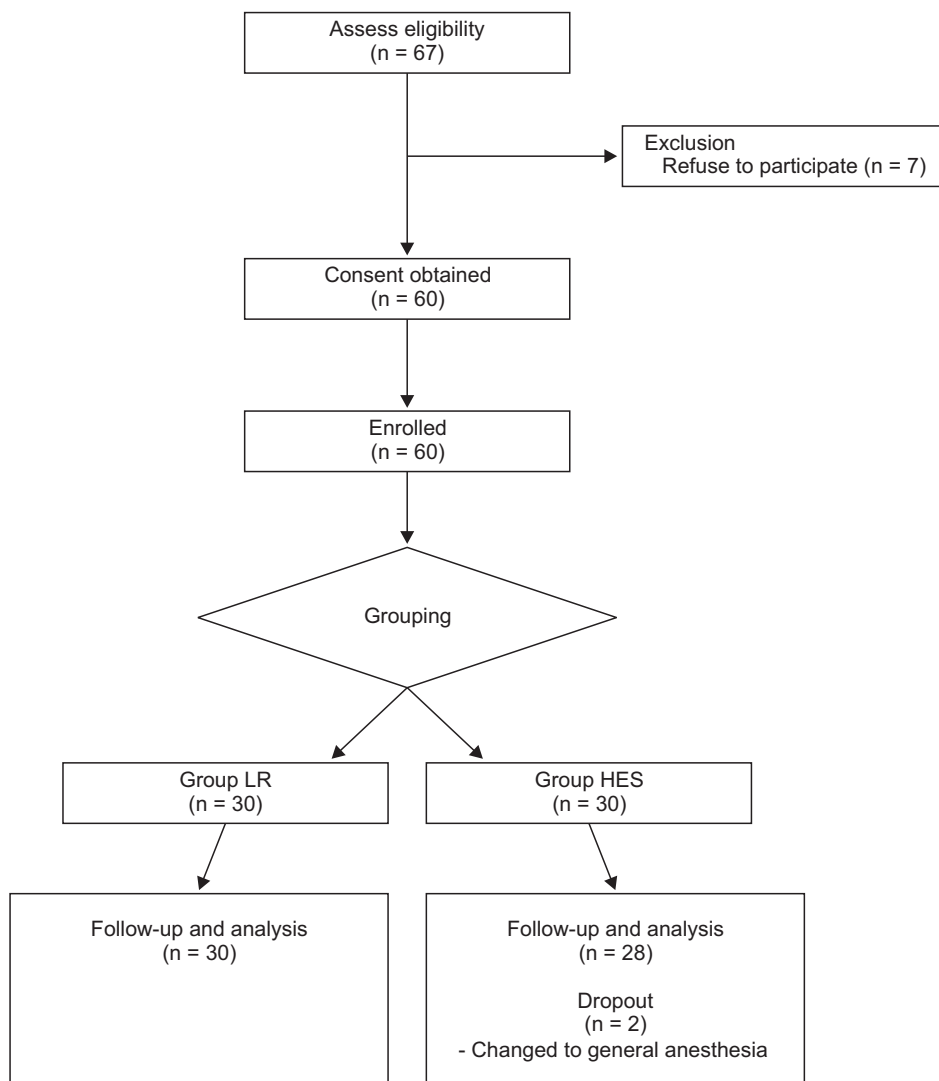 Assess eligibility
(n = 67)
Exclusion
Refuse to participate (n = 7)
Consent obtained
(n = 60)
Enrolled
(n = 60)
Grouping
Group LR
(n = 30)
Group HES
(n = 30)
Follow-up and analysis
(n = 30)
Follow-up and analysis
(n = 28)
Dropout
(n = 2)
- Changed to general anesthesia